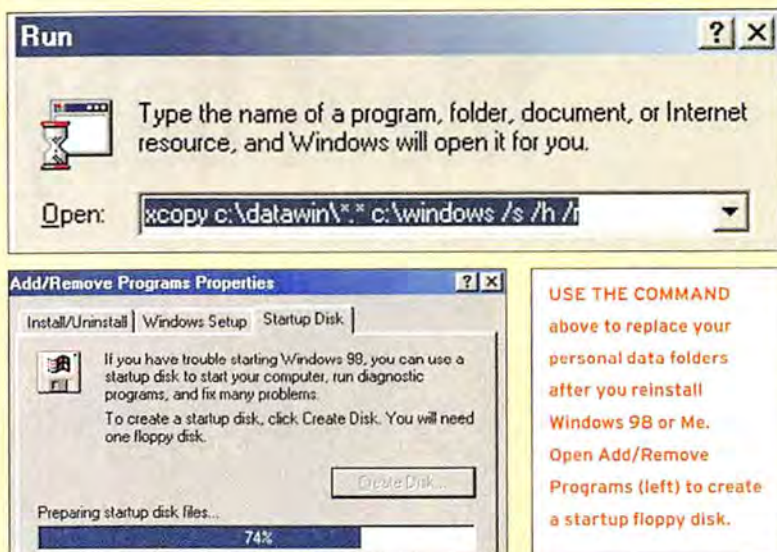 Run
Type the name of a program, folder, document, or Internet
resource, and Windows will open it for you.
Open: xcopy c:\datawin\*.* c:\windows /s /h /r
Add/Remove Programs Properties
Install/Uninstall Windows Setup Startup Disk
If you have trouble starting Windows 98, you can use a
startup disk to start your computer, run diagnostic
programs, and fix many problems.
To create a startup disk, click Create Disk. You will need
one floppy disk.
Create Disk...
Preparing startup disk files...
74%
USE THE COMMAND
above to replace your
personal data folders
after you reinstall
Windows 98 or Me.
Open Add/Remove
Programs (left) to create
a startup floppy disk.